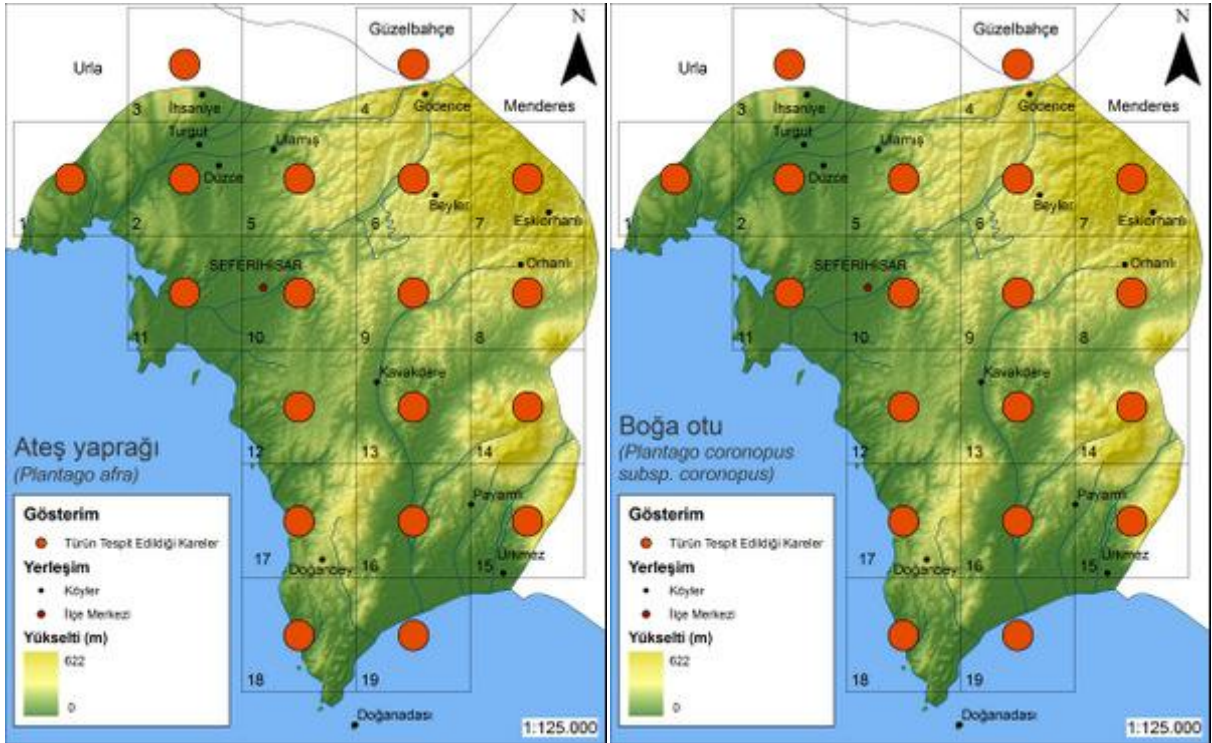 N
Güzelbahçe
Urla
3
İhsaniye
4
Gödence
Menderes
Turgut
Ulamış
Düzce
Beyler
1
2
5
6
7
Eskiorhanlı
SEFERİHİSAR
Orhanlı
11
10
9
8
Kavakdere
Ateş yaprağı
(Plantago afra)
12
13
14
Payamlı
Gösterim
Türün Tespit Edildiği Kareler
Yerleşim
Köyler
İlçe Merkezi
Yükselti (m)
622
0
17
Doğanbey
16
15
Ürkmez
18
19
Doğanadası
1:125.000
N
Güzelbahçe
Urla
3
İhsaniye
4
Gödence
Menderes
Turgut
Ulamış
Düzce
Beyler
1
2
5
6
7
Eskiorhanlı
SEFERİHİSAR
Orhanlı
11
10
9
8
Kavakdere
Boğa otu
(Plantago coronopus
subsp. coronopus)
12
13
14
Payamlı
Gösterim
Türün Tespit Edildiği Kareler
Yerleşim
Köyler
İlçe Merkezi
Yükselti (m)
622
0
17
Doğanbey
16
15
Ürkmez
18
19
Doğanadası
1:125.000